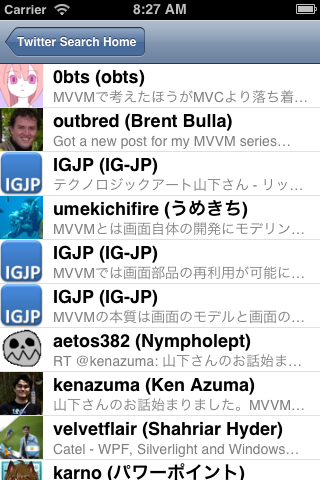 Carrier 8:27 AM
Twitter Search Home
0bts (obts)
MVVMで考えたほうがMVCより落ち着…
outbred (Brent Bulla)
Got a new post for my MVVM series…
IGJP
IGJP (IG-JP)
テクノロジックアート山下さん - リッ…
umekichifire (うめきち)
MVVMとは画面自体の開発にモデリン…
IGJP
IGJP (IG-JP)
MVVMでは画面部品の再利用が可能に…
IGJP
IGJP (IG-JP)
MVVMの本質は画面のモデルと画面の…
aetos382 (Nympholept)
RT @kenazuma: 山下さんのお話始ま…
kenazuma (Ken Azuma)
山下さんのお話始まりました。MVVM…
velvetflair (Shahriar Hyder)
Catel - WPF, Silverlight and Windows…
karno (パワーポイント)